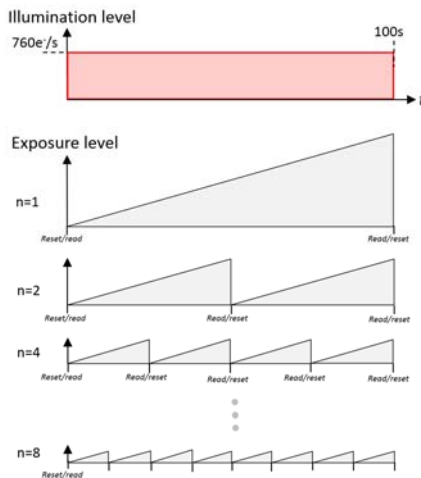 Illumination level
760e⁻/s
100s
Exposure level
n=1
Reset/read
Read/reset
n=2
Reset/read
Read/reset
Read/reset
n=4
Reset/read
Read/reset
Read/reset
Read/reset
Read/reset
n=8
Reset/read